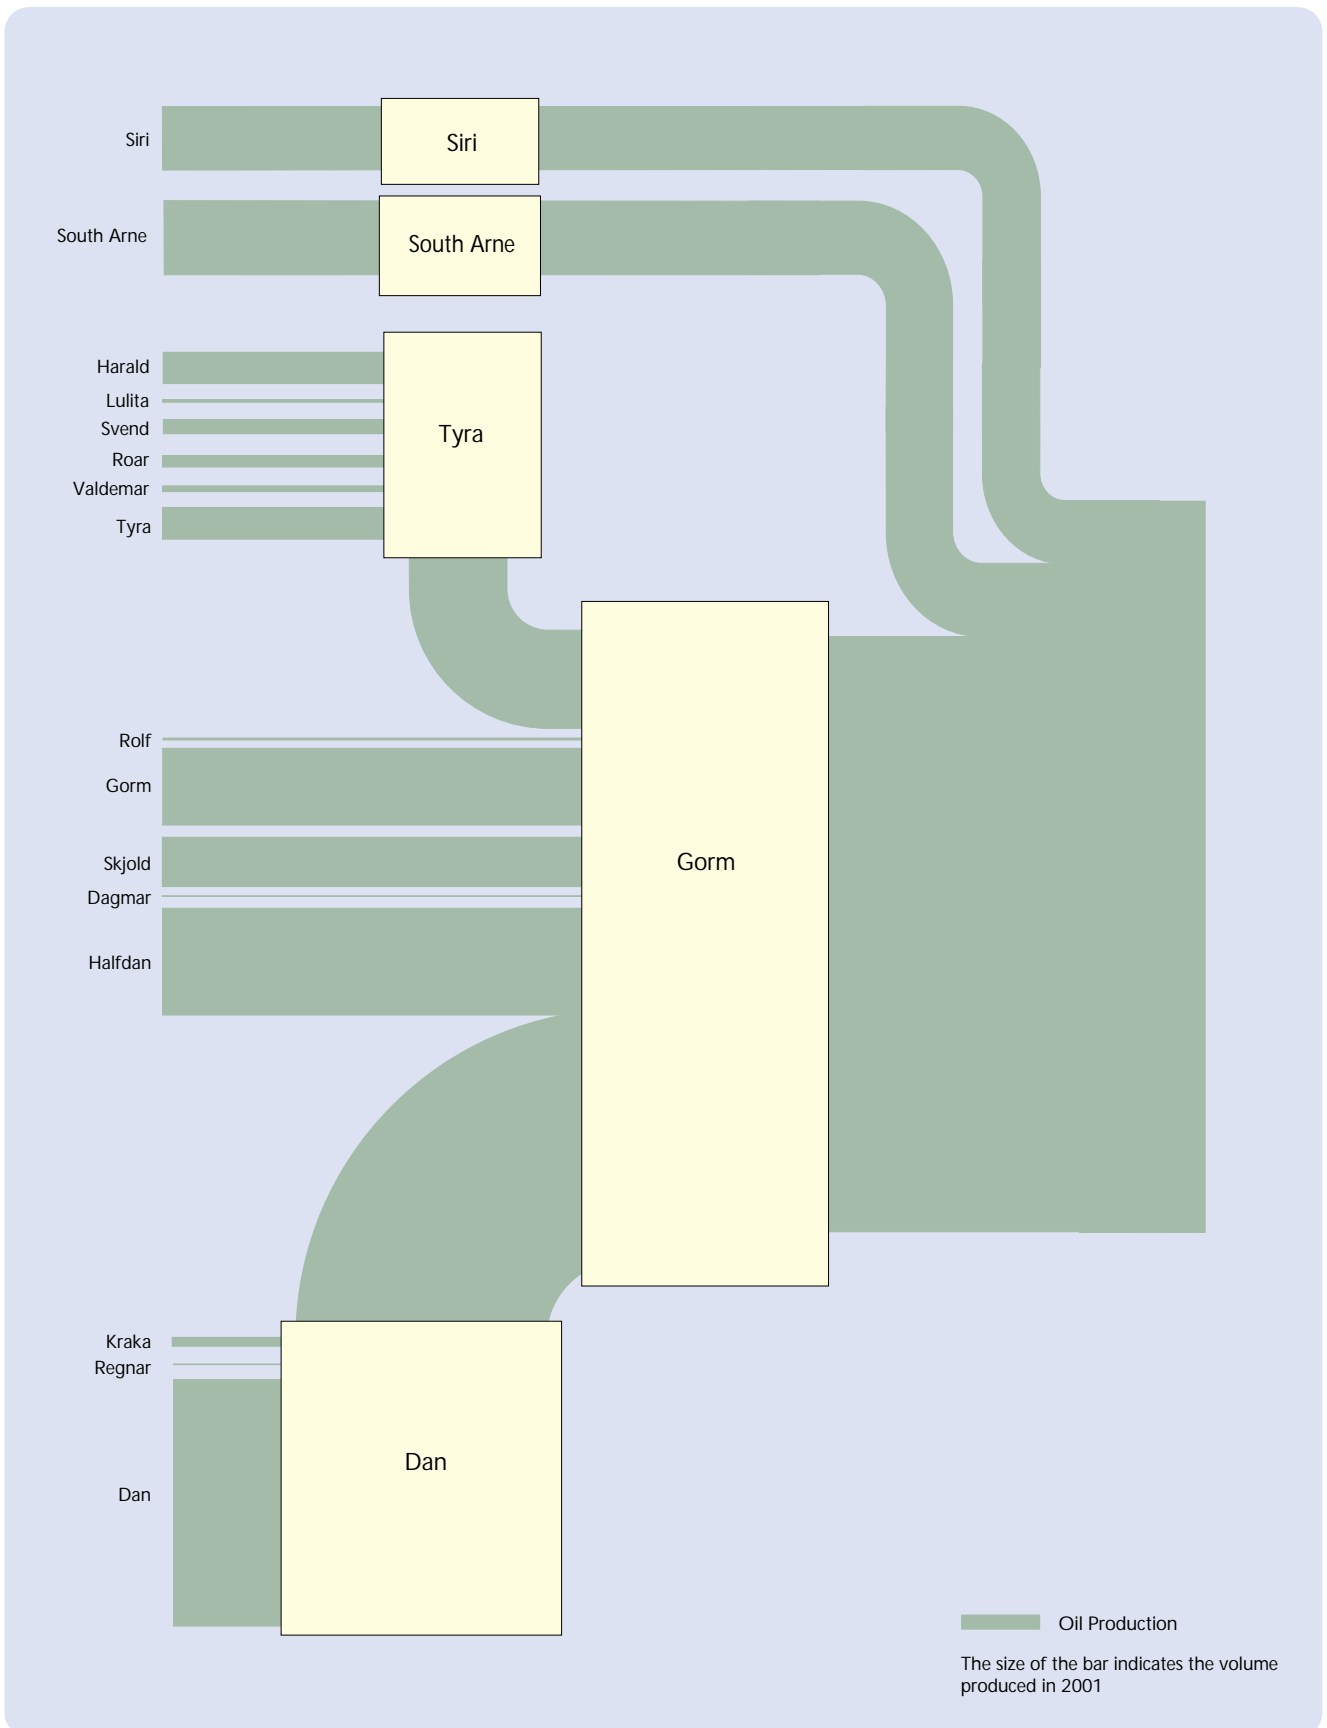 Siri
Siri
South Arne
South Arne
Harald
Lulita
Svend
Roar
Valdemar
Tyra
Tyra
Rolf
Gorm
Skjold
Dagmar
Halfdan
Gorm
Kraka
Regnar
Dan
Dan
Oil Production
The size of the bar indicates the volume
produced in 2001